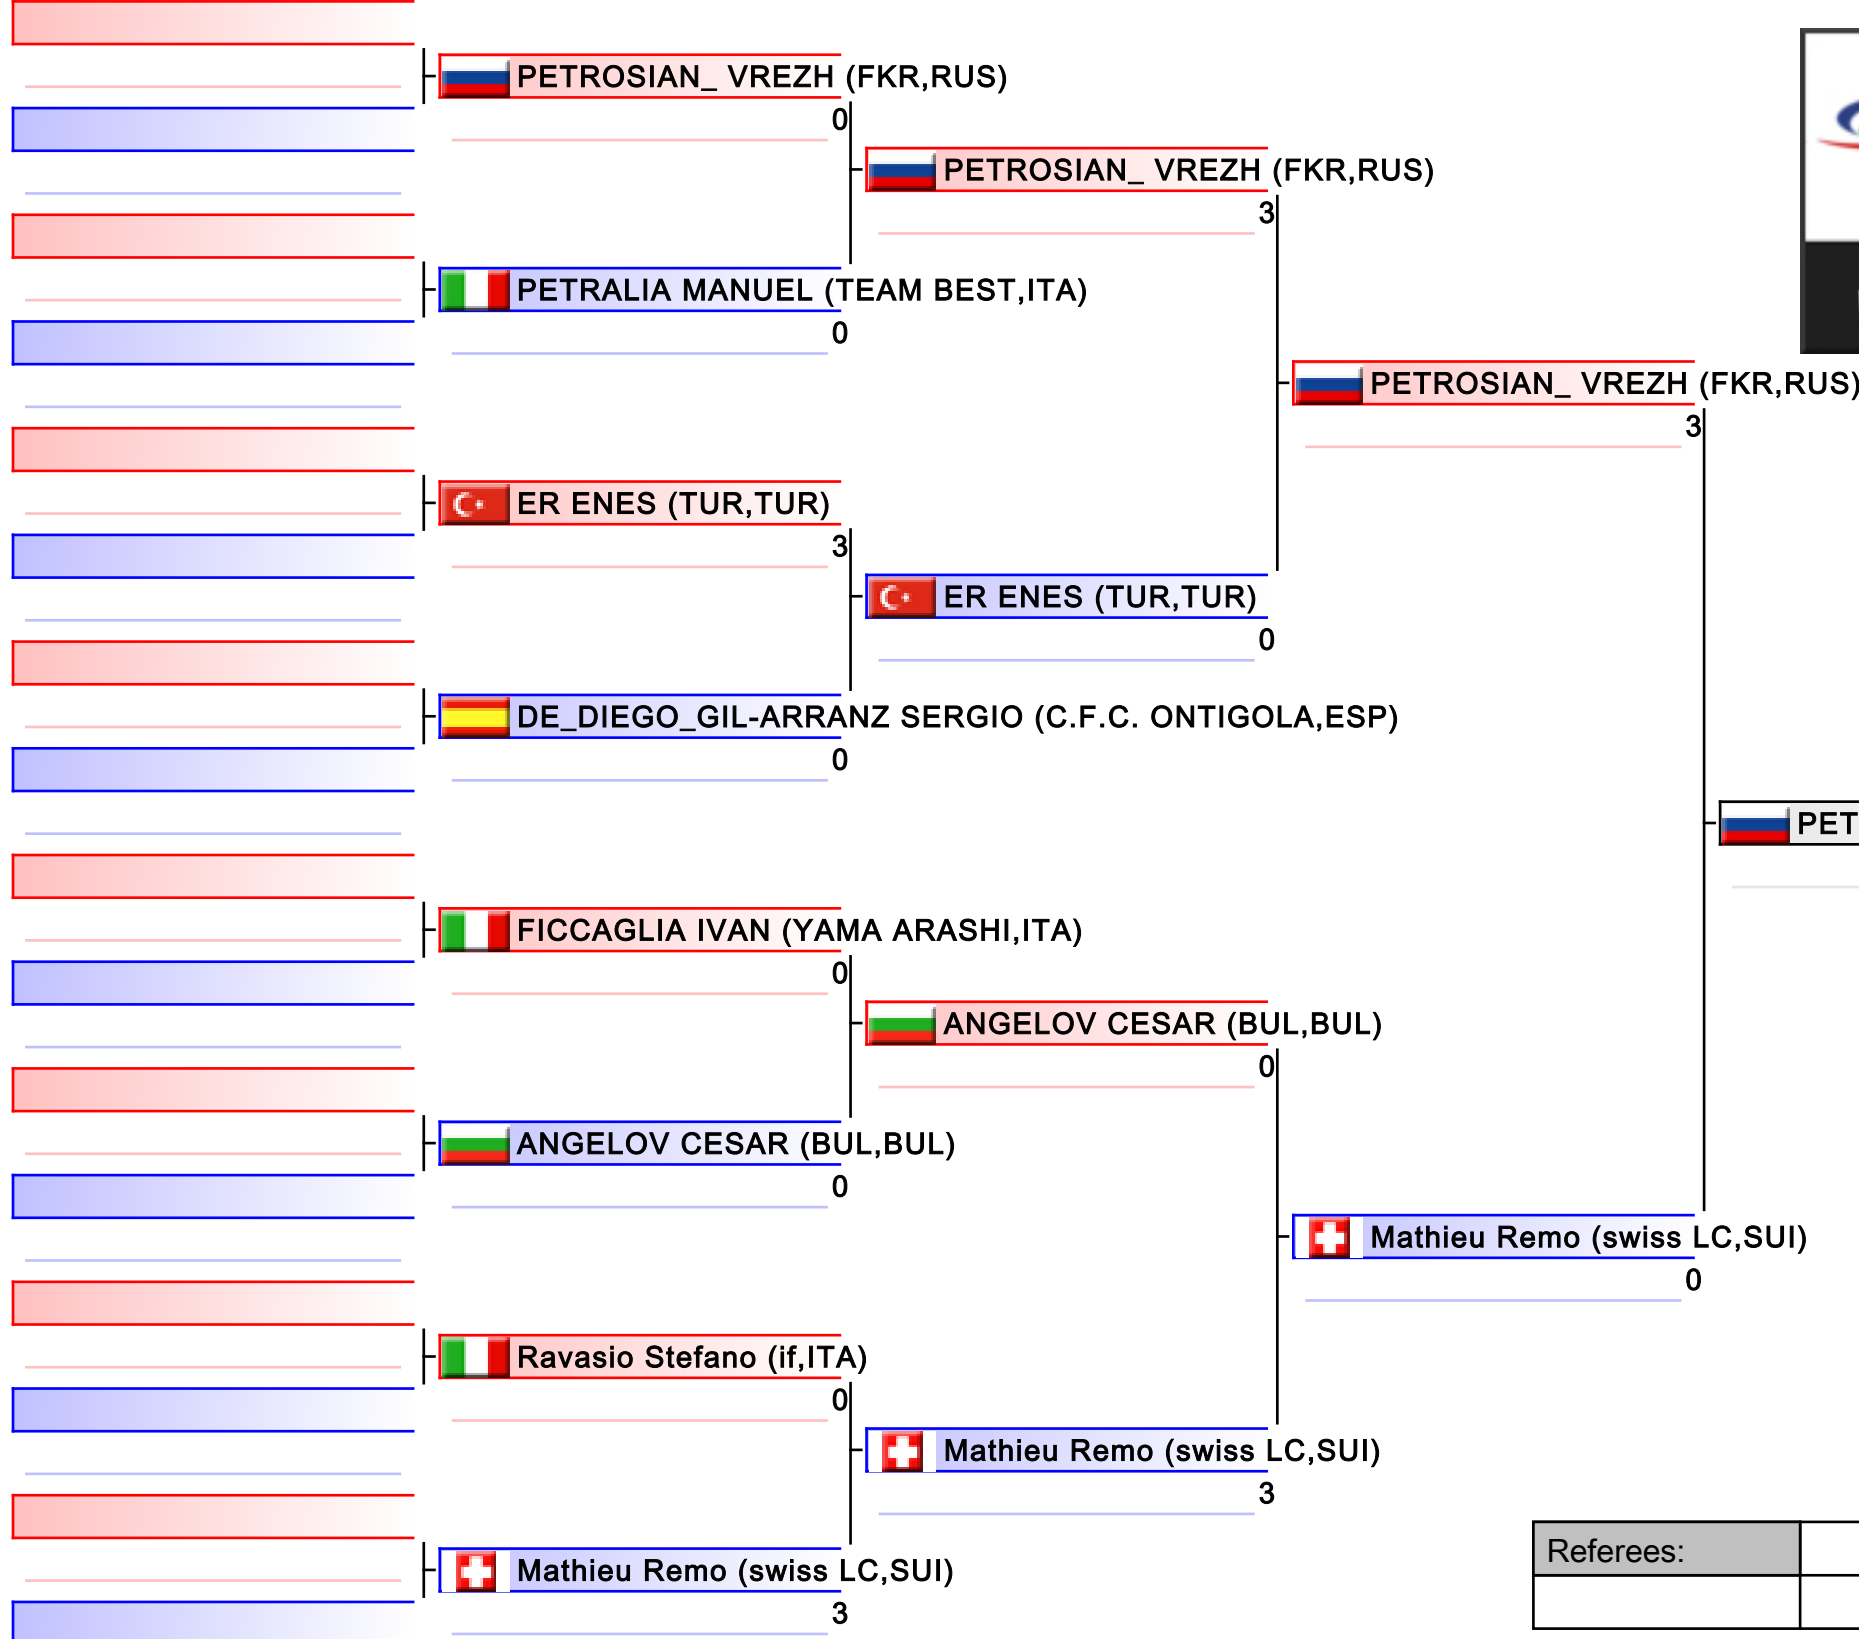 PETROSIAN_ VREZH (FKR,RUS)
0
PETROSIAN_ VREZH (FKR,RUS)
3
PETRALIA MANUEL (TEAM BEST,ITA)
0
PETROSIAN_ VREZH (FKR,RUS)
3
ER ENES (TUR,TUR)
3
ER ENES (TUR,TUR)
0
DE_DIEGO_GIL-ARRANZ SERGIO (C.F.C. ONTIGOLA,ESP)
0
PET
FICCAGLIA IVAN (YAMA ARASHI,ITA)
0
ANGELOV CESAR (BUL,BUL)
0
ANGELOV CESAR (BUL,BUL)
0
Mathieu Remo (swiss LC,SUI)
0
Ravasio Stefano (if,ITA)
0
Mathieu Remo (swiss LC,SUI)
3
Referees:
Mathieu Remo (swiss LC,SUI)
3